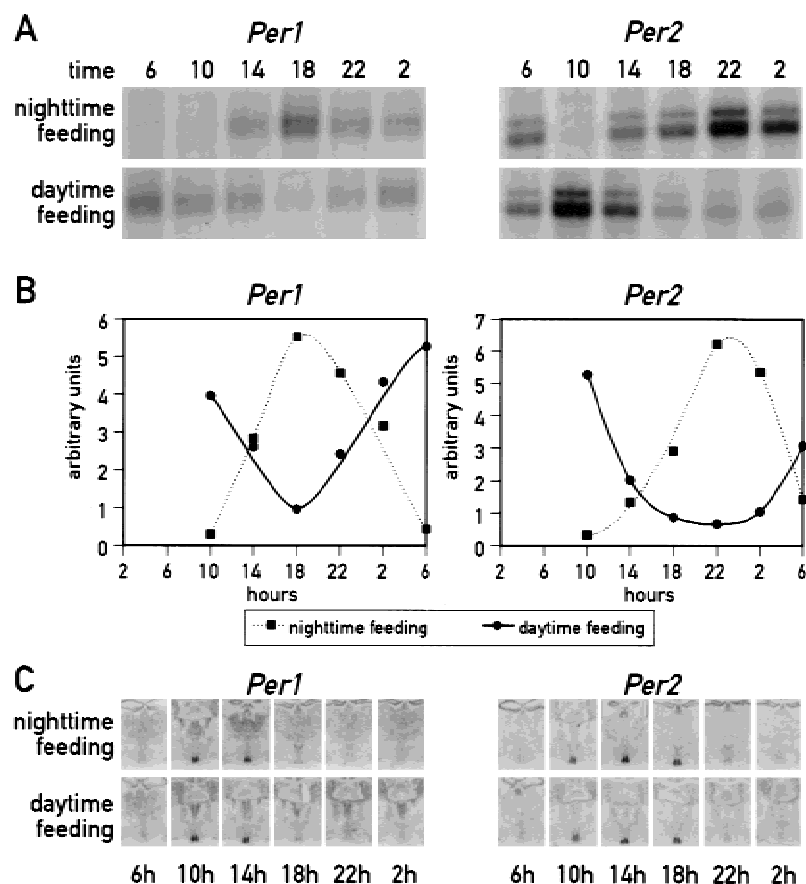 A
Per1 Per2
time 6 10 14 18 22 2 6 10 14 18 22 2
nighttime
feeding
daytime
feeding
B
Per1 Per2
arbitrary units
6
5
4
3
2
1
0
2 6 10 14 18 22 2 6
hours
arbitrary units
7
6
5
4
3
2
1
0
2 6 10 14 18 22 2 6
hours
nighttime feeding daytime feeding
C
Per1 Per2
nighttime
feeding
daytime
feeding
6h 10h 14h 18h 22h 2h 6h 10h 14h 18h 22h 2h